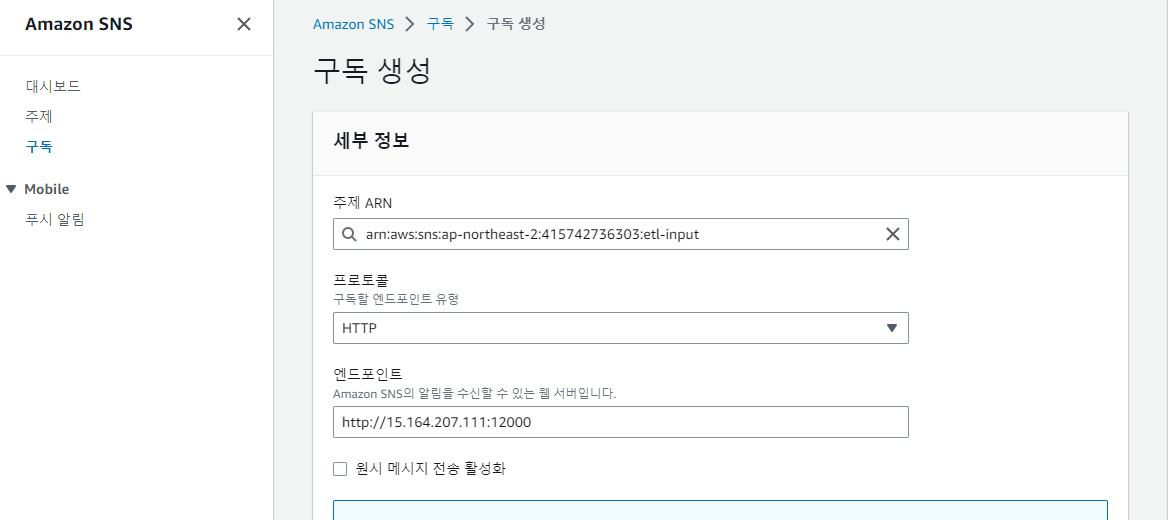 Amazon SNS
대시보드
주제
구독
Mobile
푸시 알림
Amazon SNS > 구독 > 구독 생성
구독 생성
세부 정보
주제 ARN
arn:aws:sns:ap-northeast-2:415742736303:etl-input
프로토콜
구독할 엔드포인트 유형
HTTP
엔드포인트
Amazon SNS의 알림을 수신할 수 있는 웹 서버입니다.
http://15.164.207.111:12000
원시 메시지 전송 활성화